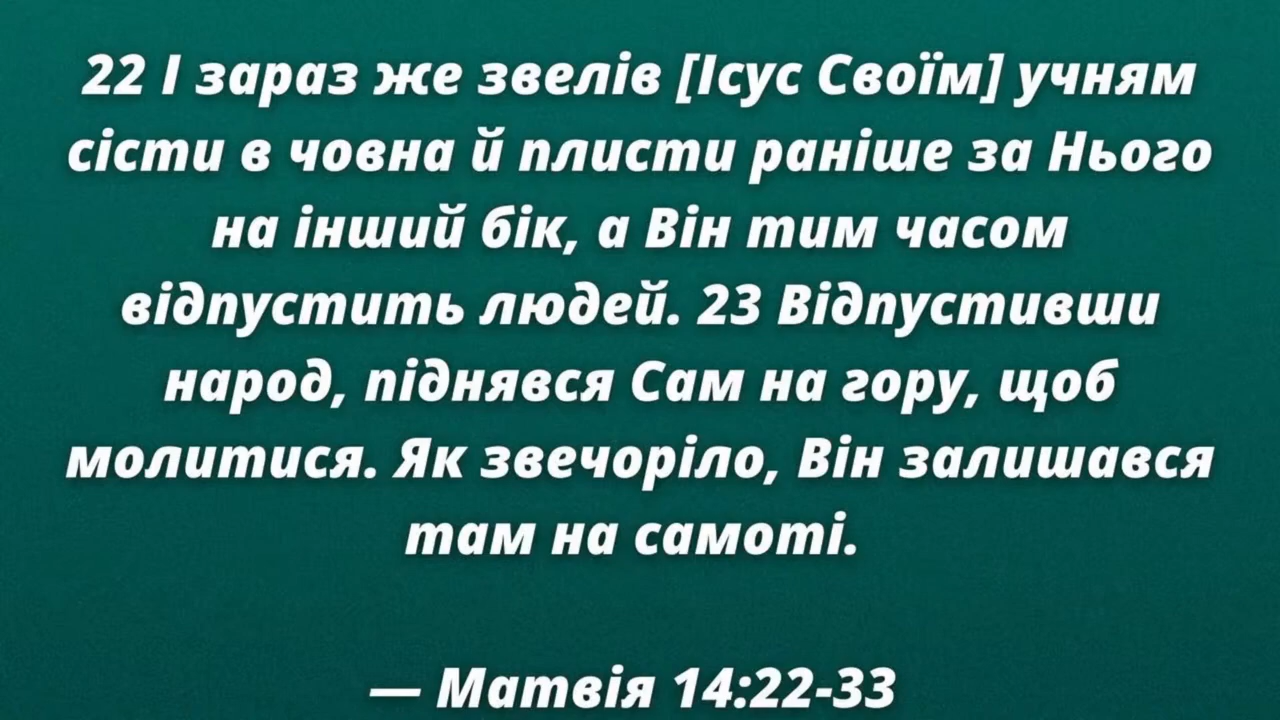 22 І зараз же звелів [Ісус Своїм] учням
сісти в човна й плисти раніше за Нього
на інший бік, а Він тим часом
відпустить людей. 23 Відпустивши
народ, піднявся Сам на гору, щоб
молитися. Як звечоріло, Він залишався
там на самоті.
— Матвія 14:22-33